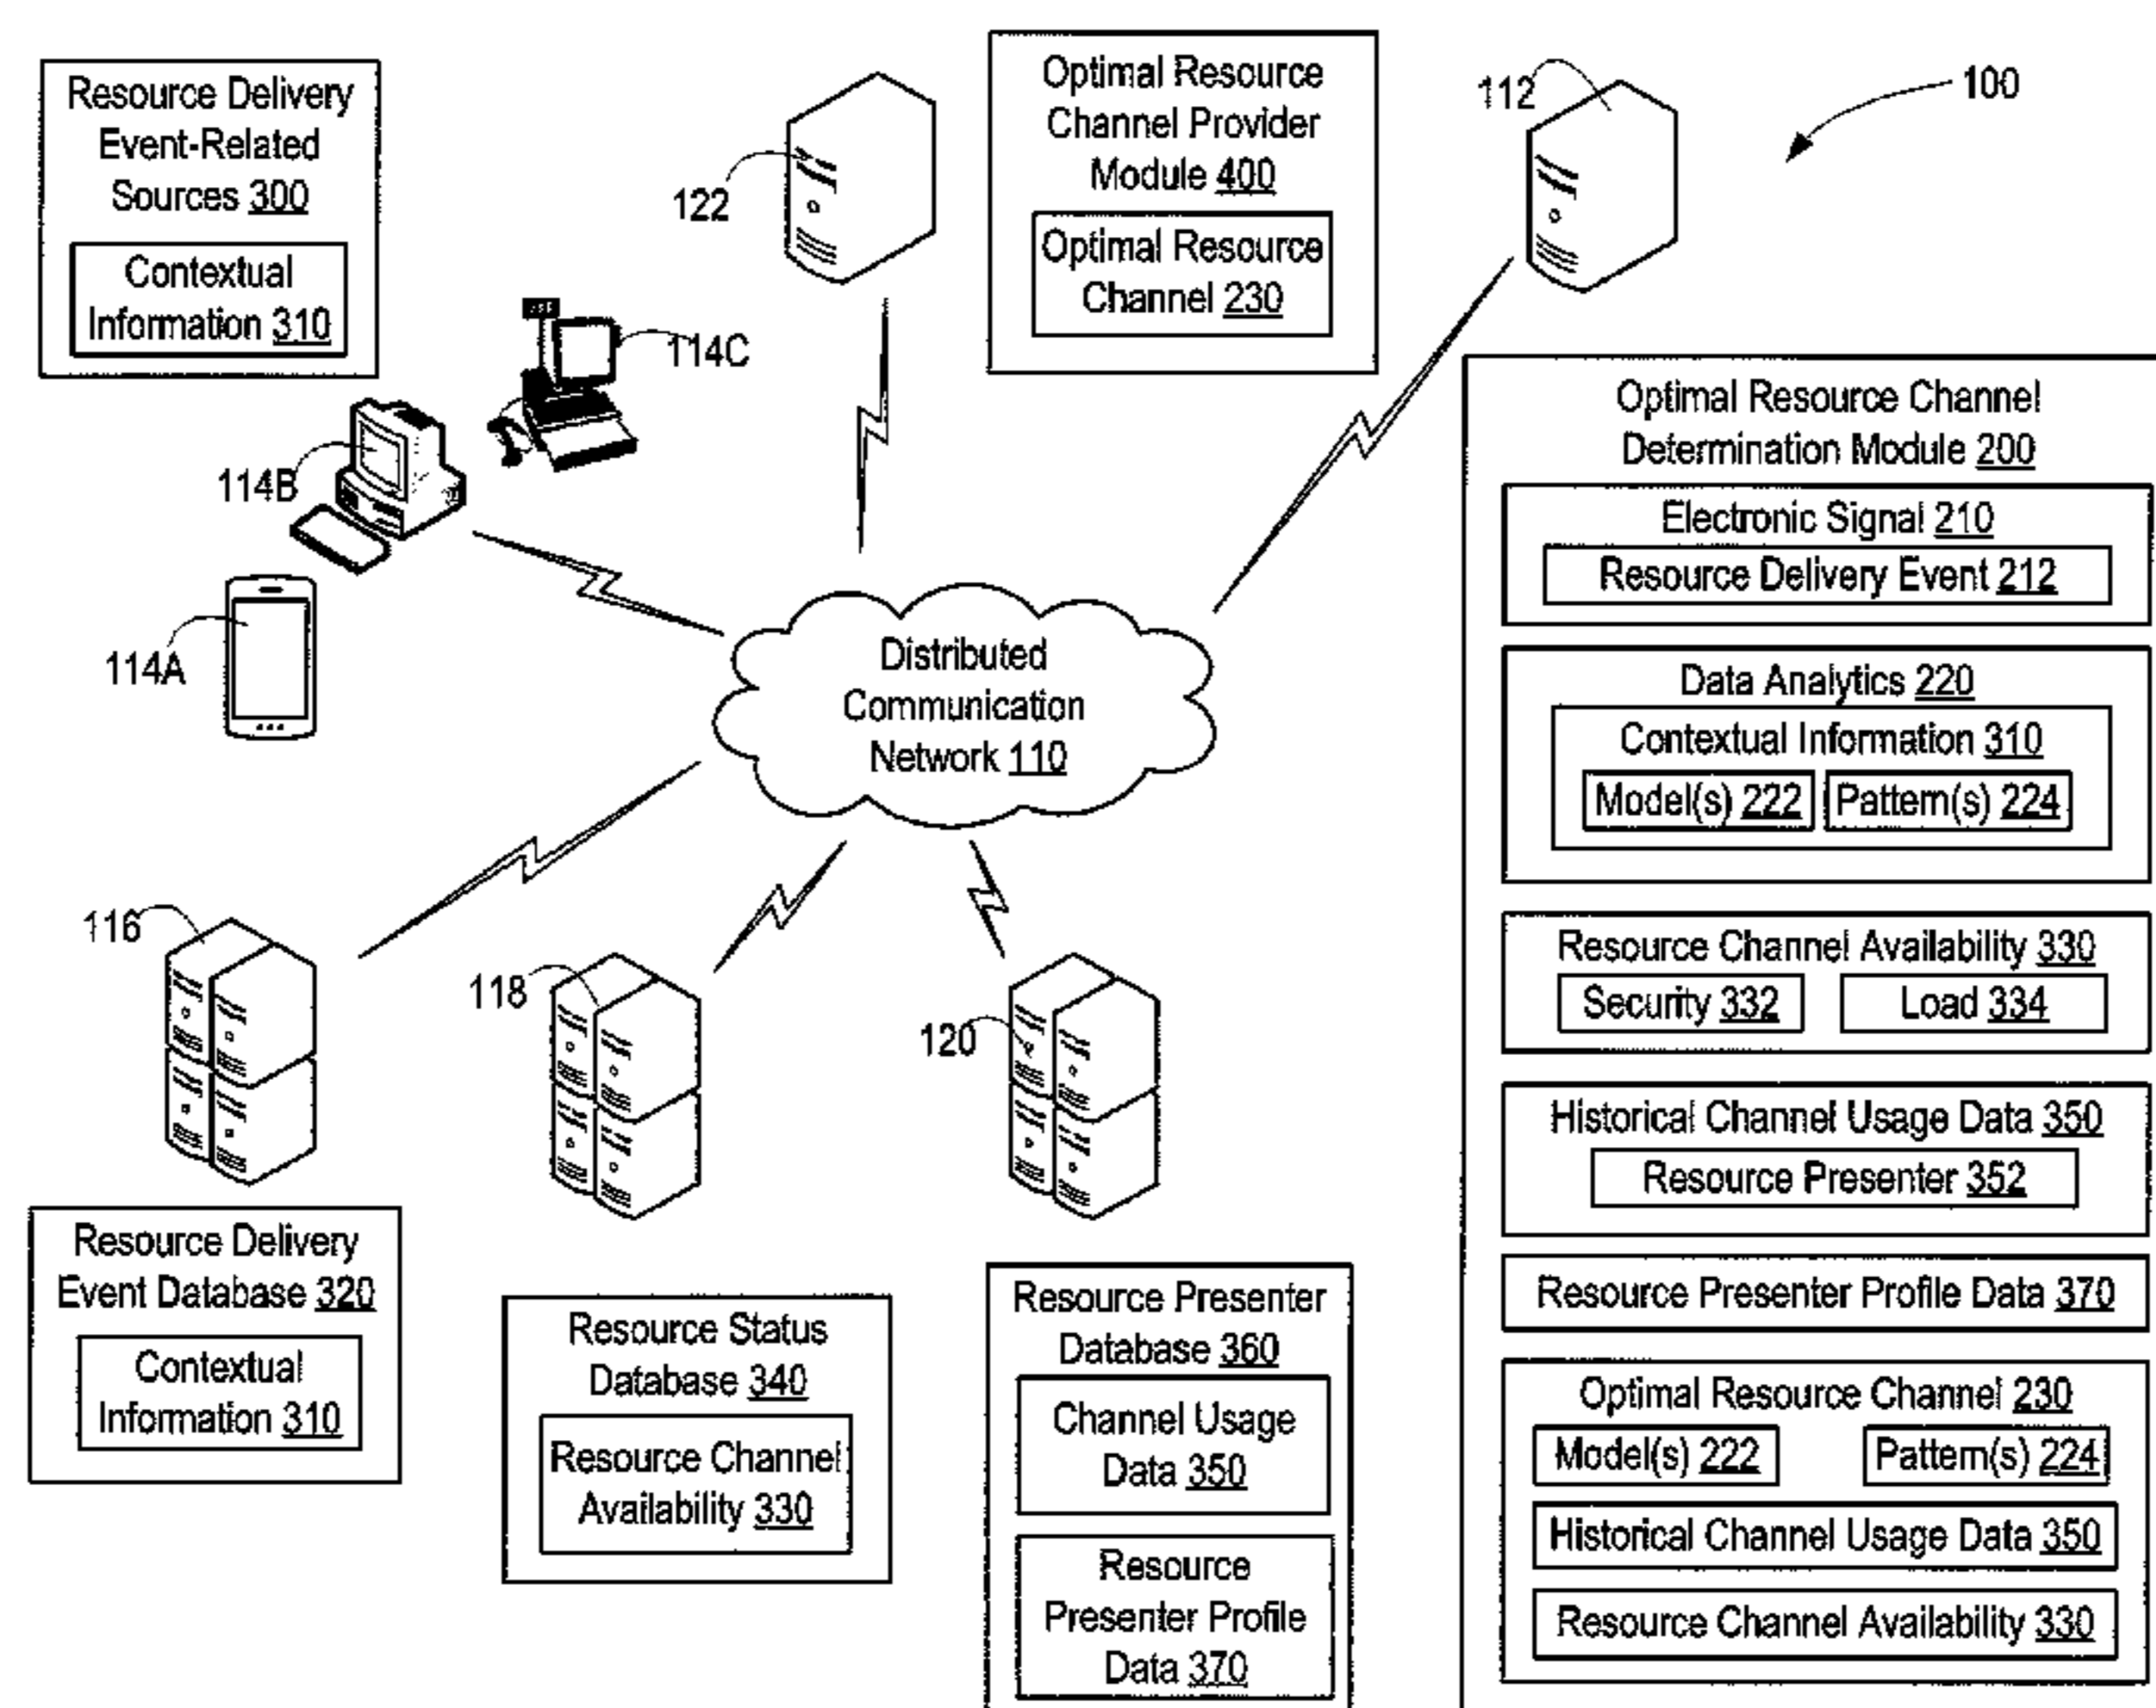 Resource Delivery
Event-Related
Sources 300
Contextual
Information 310
122
Optimal Resource
Channel Provider
Module 400
Optimal Resource
Channel 230
112
100
114C
114B
114A
Distributed
Communication
Network 110
Optimal Resource Channel
Determination Module 200
Electronic Signal 210
Resource Delivery Event 212
Data Analytics 220
Contextual Information 310
Model(s) 222
Pattern(s) 224
Resource Channel Availability 330
Security 332
Load 334
Historical Channel Usage Data 350
Resource Presenter 352
Resource Presenter Profile Data 370
Optimal Resource Channel 230
Model(s) 222
Pattern(s) 224
Historical Channel Usage Data 350
Resource Channel Availability 330
116
118
120
Resource Delivery
Event Database 320
Contextual
Information 310
Resource Status
Database 340
Resource Channel
Availability 330
Resource Presenter
Database 360
Channel Usage
Data 350
Resource
Presenter Profile
Data 370